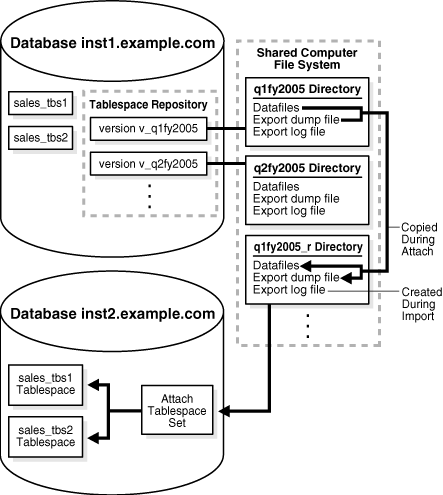 Database inst1.example.com
sales_tbs1
sales_tbs2
Tablespace Repository
version v_q1fy2005
version v_q2fy2005
Shared Computer
File System
q1fy2005 Directory
Datafiles
Export dump file
Export log file
q2fy2005 Directory
Datafiles
Export dump file
Export log file
q1fy2005_r Directory
Datafiles
Export dump file
Export log file
Copied
During
Attach
Created
During
Import
Database inst2.example.com
sales_tbs1
Tablespace
sales_tbs2
Tablespace
Attach
Tablespace
Set